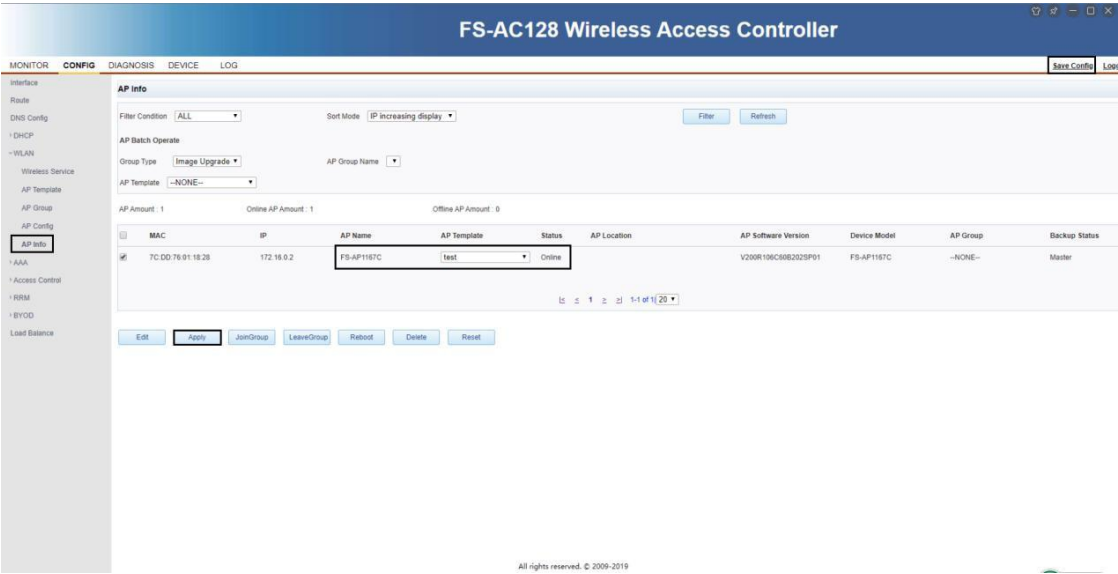 FS-AC128 Wireless Access Controller
MONITOR CONFIG DIAGNOSIS DEVICE LOG Save Config
Interface
Route
DNS Config
DHCP
WLAN
Wireless Service
AP Template
AP Group
AP Config
AP Info
AAA
Access Control
RRM
BYOD
Load Balance
AP Info
Filter Condition ALL Sort Mode IP increasing display Filter Refresh
AP Batch Operate
Group Type Image Upgrade AP Group Name
AP Template --NONE--
AP Amount : 1 Online AP Amount : 1 Offline AP Amount : 0
MAC IP AP Name AP Template Status AP Location AP Software Version Device Model AP Group Backup Status
7C:DD:76:01:18:28 172.16.0.2 FS-AP1167C test Online V200R106C60B202SP01 FS-AP1167C --NONE-- Master
|< < 1 > >| 1-1 of 1| 20
Edit Apply JoinGroup LeaveGroup Reboot Delete Reset
All rights reserved. © 2009-2019